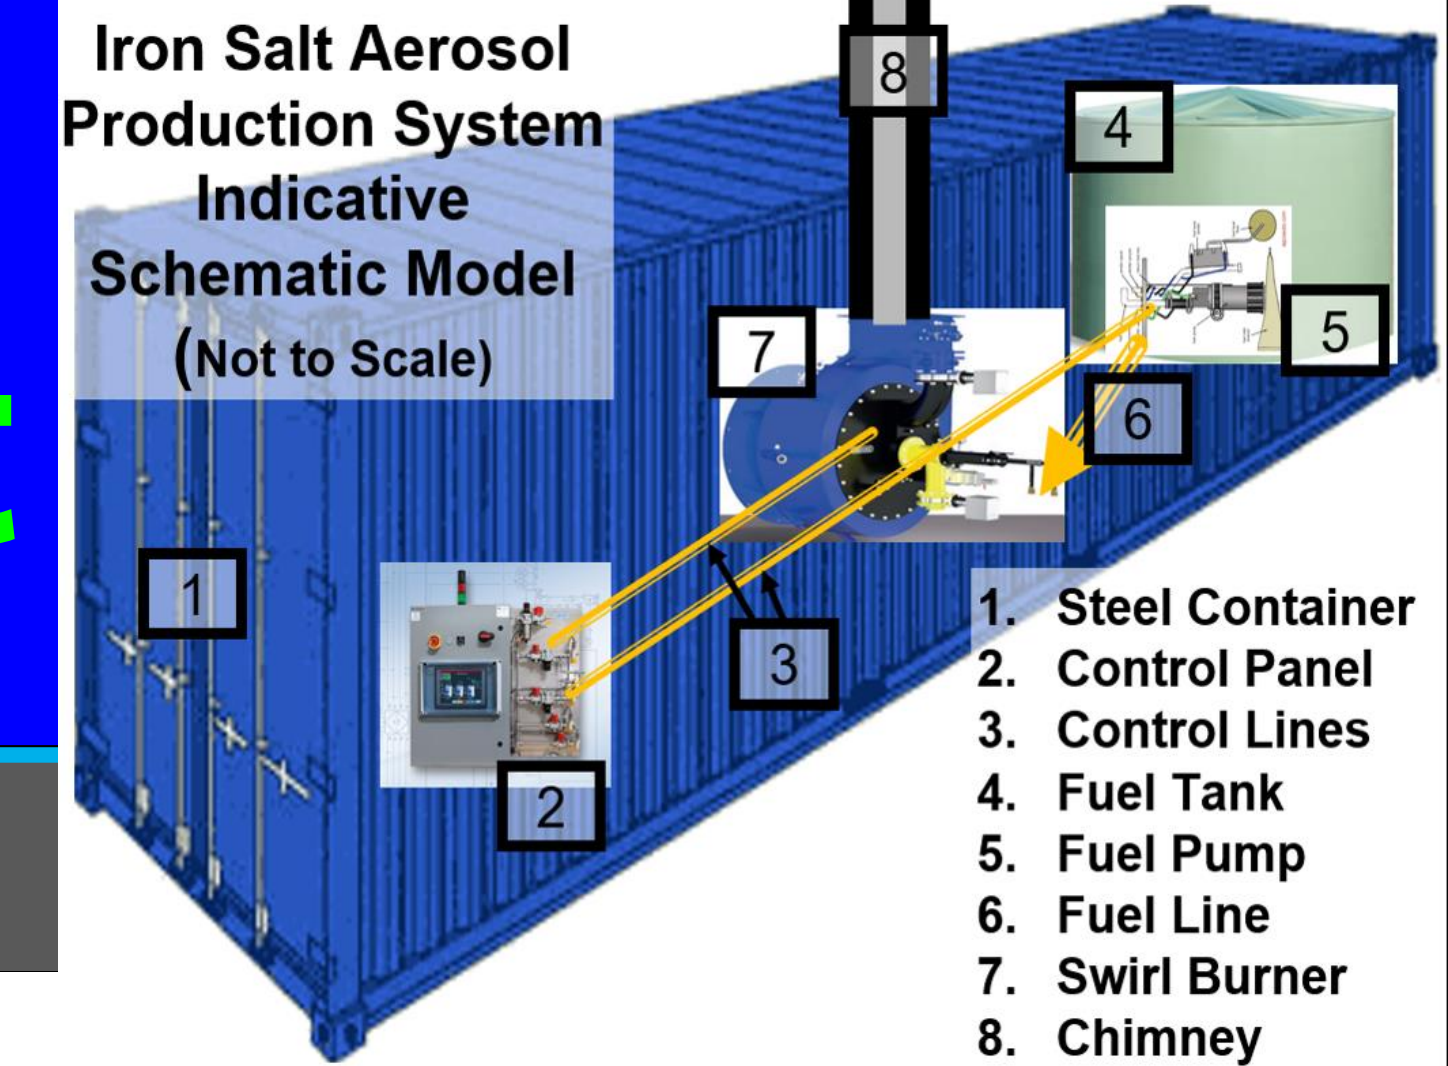 Iron Salt Aerosol
Production System
Indicative
Schematic Model
(Not to Scale)
8
4
7
5
6
1
3
2
1. Steel Container
2. Control Panel
3. Control Lines
4. Fuel Tank
5. Fuel Pump
6. Fuel Line
7. Swirl Burner
8. Chimney